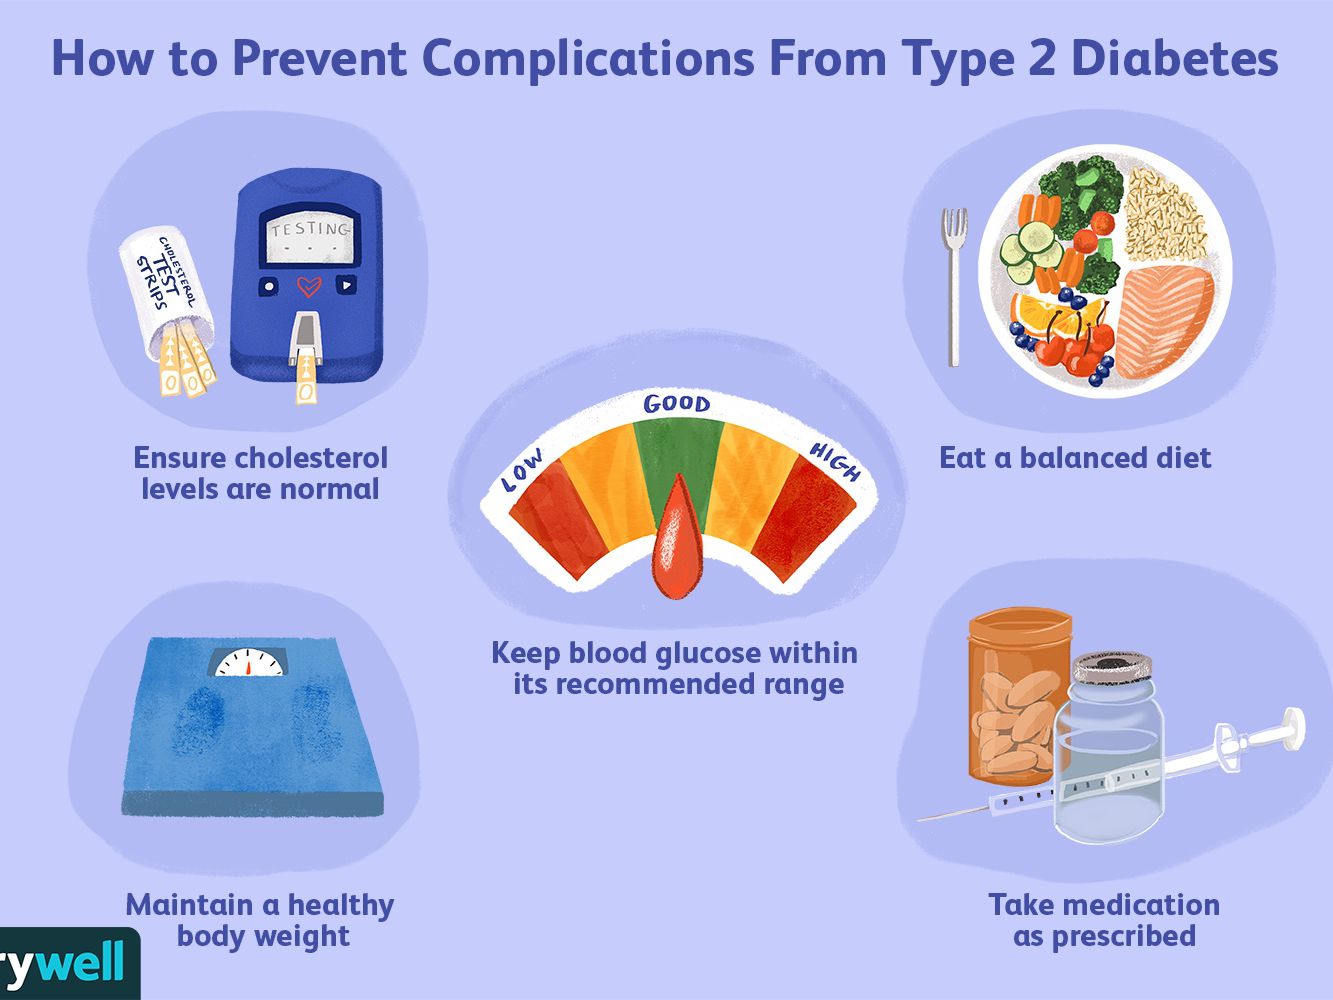 How to Prevent Complications From Type 2 Diabetes
TESTING
CHOLESTEROL
TEST
STRIPS
Ensure cholesterol
levels are normal
LOW
GOOD
HIGH
Keep blood glucose within
its recommended range
Eat a balanced diet
Maintain a healthy
body weight
Take medication
as prescribed
rywell